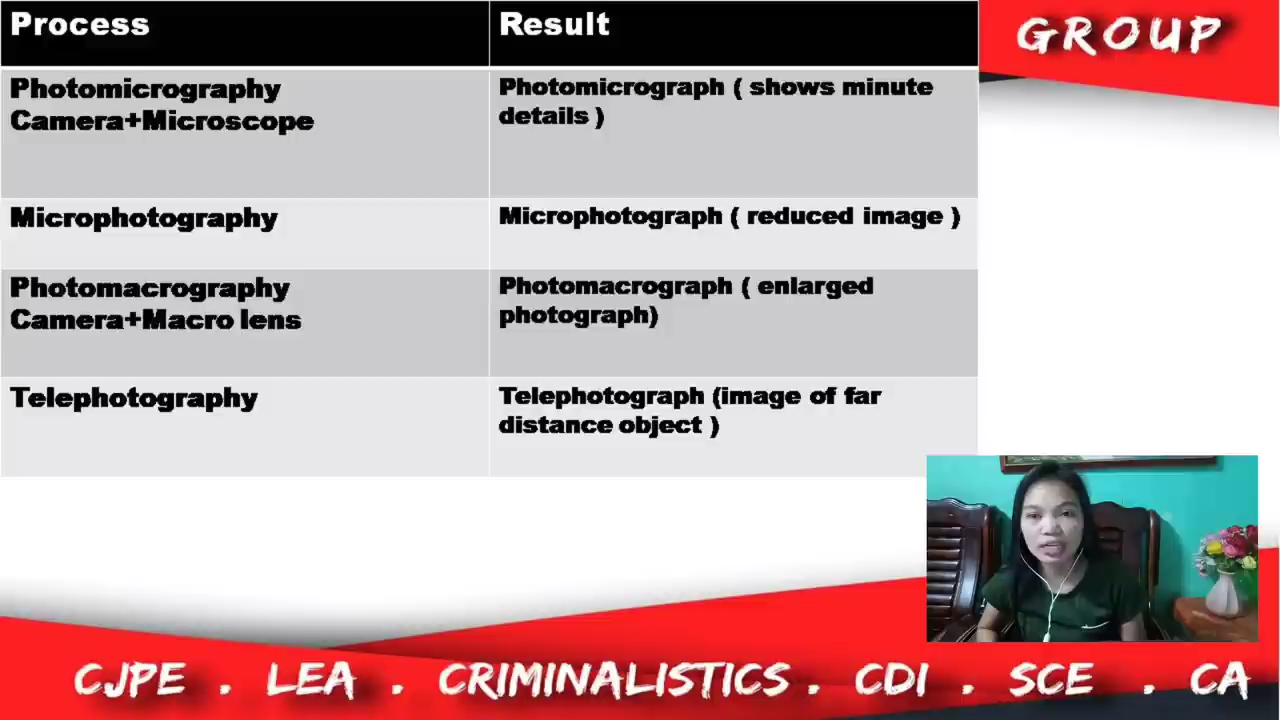 Process
Result
GROUP
Photomicrography
Camera+Microscope
Photomicrograph ( shows minute
details )
Microphotography
Microphotograph ( reduced image )
Photomacrography
Camera+Macro lens
Photomacrograph ( enlarged
photograph)
Telephotography
Telephotograph (image of far
distance object )
CJPE . LEA . CRIMINALISTICS . CDI . SCE . CA